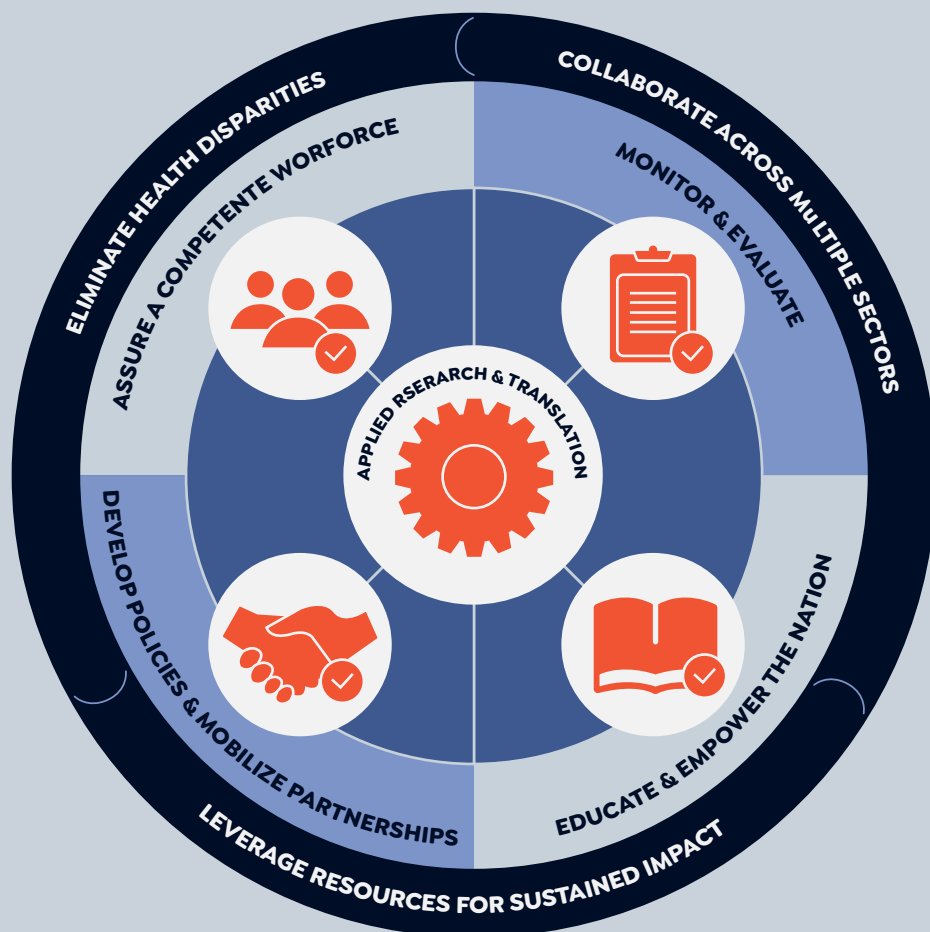 ELIMINATE HEALTH DISPARITIES
COLLABORATE ACROSS MuLTIPLE SECTORS
ASSURE A COMPETENTE WORFORCE
MONITOR & EVALUATE
APPLIED RSERARCH & TRANSLATION
DEVELOP POLICIES & MOBILIZE PARTNERSHIPS
EDUCATE & EMPOWER THE NATION
LEVERAGE RESOURCES FOR SUSTAINED IMPACT